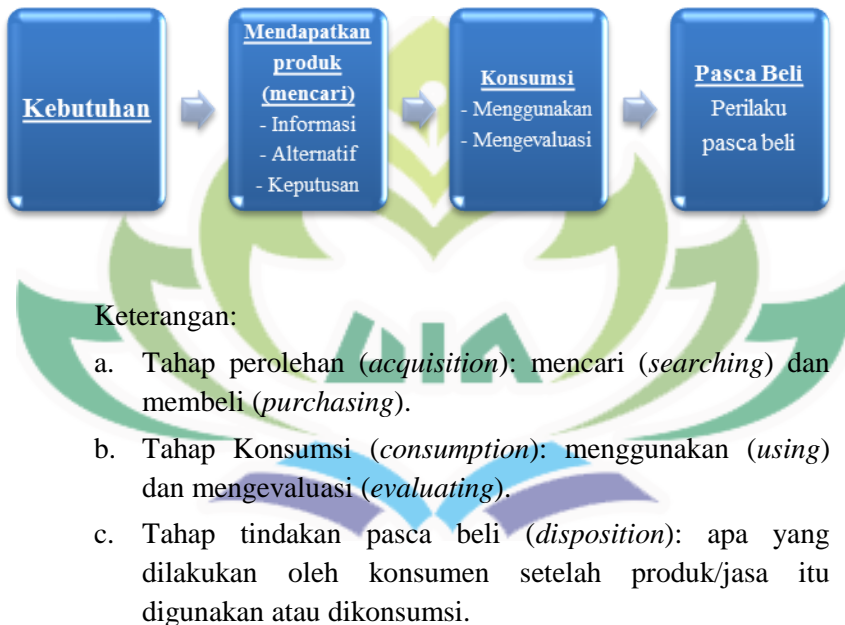 Kebutuhan
Mendapatkan
produk
(mencari)
- Informasi
- Alternatif
- Keputusan
Konsumsi
- Menggunakan
- Mengevaluasi
Pasca Beli
Perilaku
pasca beli
UIN
Keterangan:
a. Tahap perolehan (acquisition): mencari (searching) dan
membeli (purchasing).
b. Tahap Konsumsi (consumption): menggunakan (using)
dan mengevaluasi (evaluating).
c. Tahap tindakan pasca beli (disposition): apa yang
dilakukan oleh konsumen setelah produk/jasa itu
digunakan atau dikonsumsi.